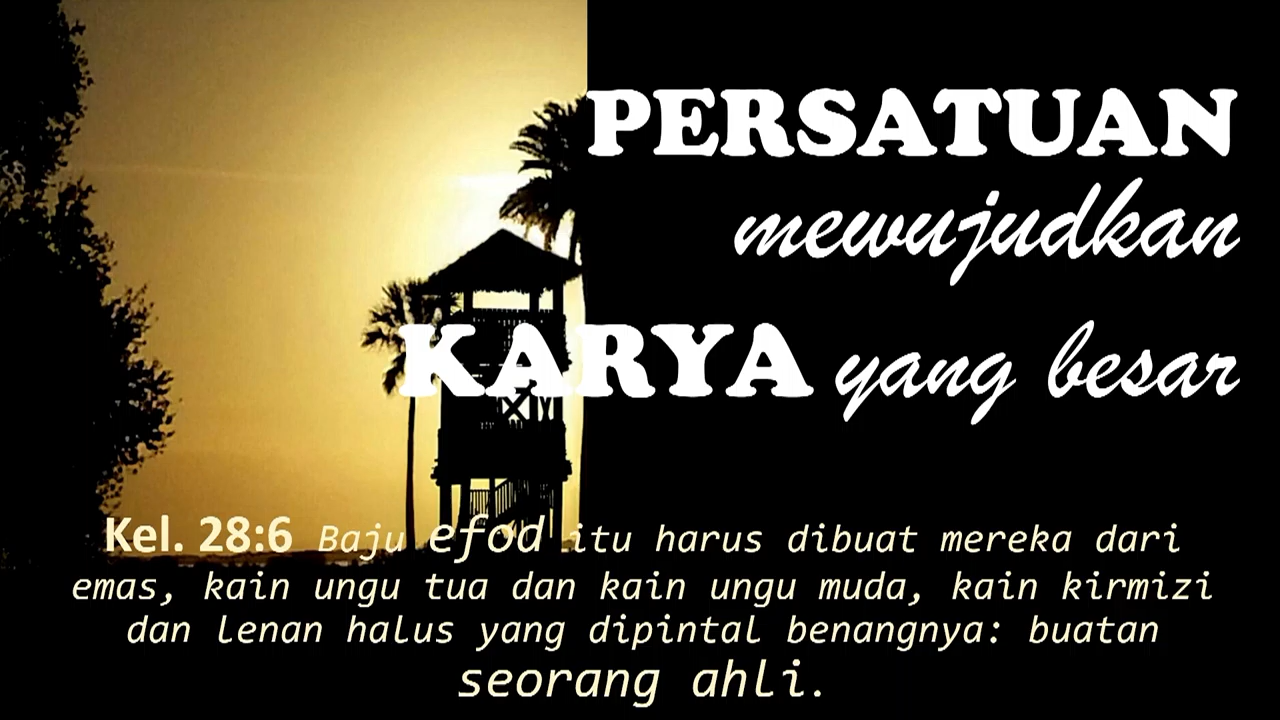 PERSATUAN
mewujudkan
KARYA yang besar
Kel. 28:6 Baju efod itu harus dibuat mereka dari
emas, kain ungu tua dan kain ungu muda, kain kirmizi
dan lenan halus yang dipintal benangnya: buatan
seorang ahli.